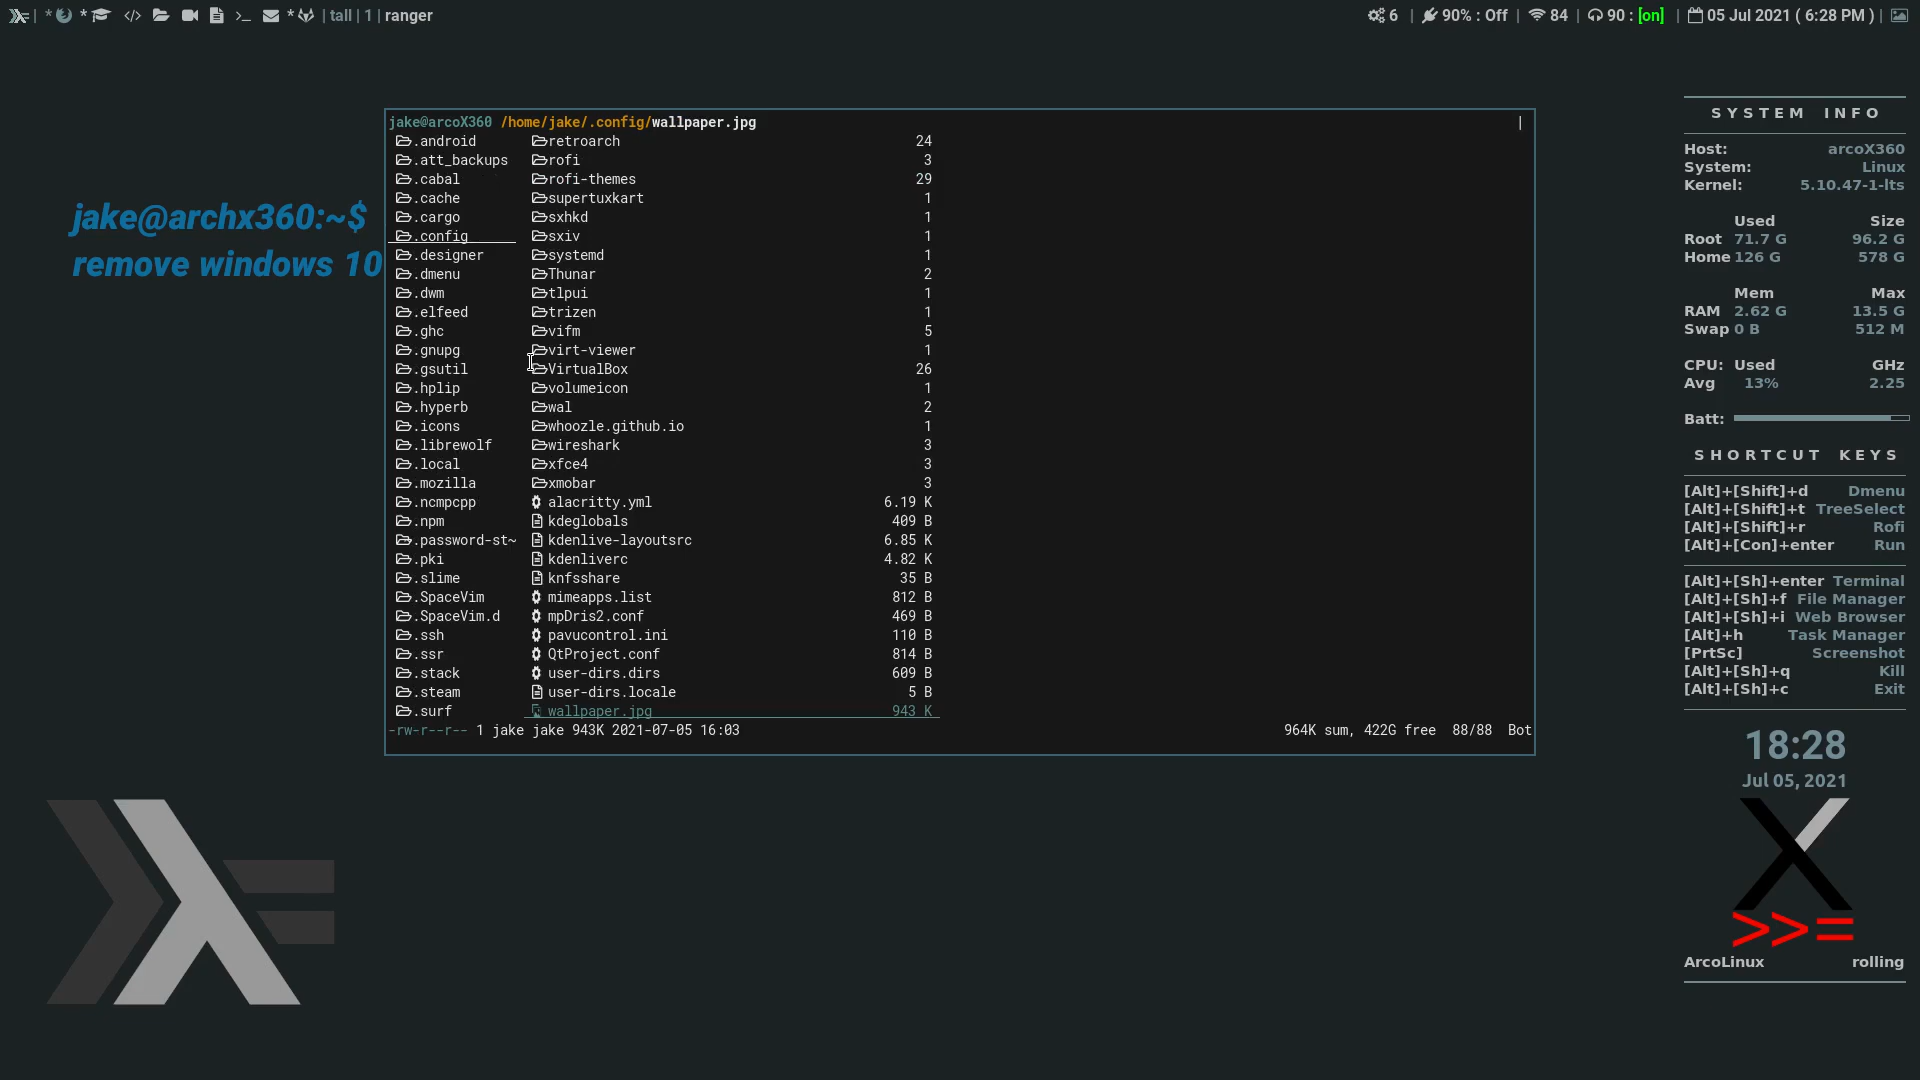 tall | 1 | ranger
6 | 90% : Off | 84 | 90 : [on] | 05 Jul 2021 ( 6:28 PM ) |
jake@archx360:~$
remove windows 10
jake@arcoX360 /home/jake/.config/wallpaper.jpg
.android retroarch 24
.att_backups rofi 3
.cabal rofi-themes 29
.cache supertuxkart 1
.cargo sxhkd 1
.config sxiv 1
.designer systemd 1
.dmenu Thunar 2
.dwm tlpui 1
.elfeed trizen 1
.ghc vifm 5
.gnupg virt-viewer 1
.gsutil VirtualBox 26
.hplip volumeicon 1
.hyperb wal 2
.icons whoozle.github.io 1
.librewolf wireshark 3
.local xfce4 3
.mozilla xmobar 3
.ncmpcpp alacritty.yml 6.19 K
.npm kdeglobals 409 B
.password-st~ kdenlive-layoutsrc 6.85 K
.pki kdenliverc 4.82 K
.slime knfsshare 35 B
.SpaceVim mimeapps.list 812 B
.SpaceVim.d mpDris2.conf 469 B
.ssh pavucontrol.ini 110 B
.ssr QtProject.conf 814 B
.stack user-dirs.dirs 609 B
.steam user-dirs.locale 5 B
.surf wallpaper.jpg 943 K
-rw-r--r-- 1 jake jake 943K 2021-07-05 16:03 964K sum, 422G free 88/88 Bot
SYSTEM INFO
Host: arcoX360
System: Linux
Kernel: 5.10.47-1-lts
Used Size
Root 71.7 G 96.2 G
Home 126 G 578 G
Mem Max
RAM 2.62 G 13.5 G
Swap 0 B 512 M
CPU: Used GHz
Avg 13% 2.25
Batt:
SHORTCUT KEYS
[Alt]+[Shift]+d Dmenu
[Alt]+[Shift]+t TreeSelect
[Alt]+[Shift]+r Rofi
[Alt]+[Con]+enter Run
[Alt]+[Sh]+enter Terminal
[Alt]+[Sh]+f File Manager
[Alt]+[Sh]+i Web Browser
[Alt]+h Task Manager
[PrtSc] Screenshot
[Alt]+[Sh]+q Kill
[Alt]+[Sh]+c Exit
18:28
Jul 05, 2021
>>=
ArcoLinux rolling